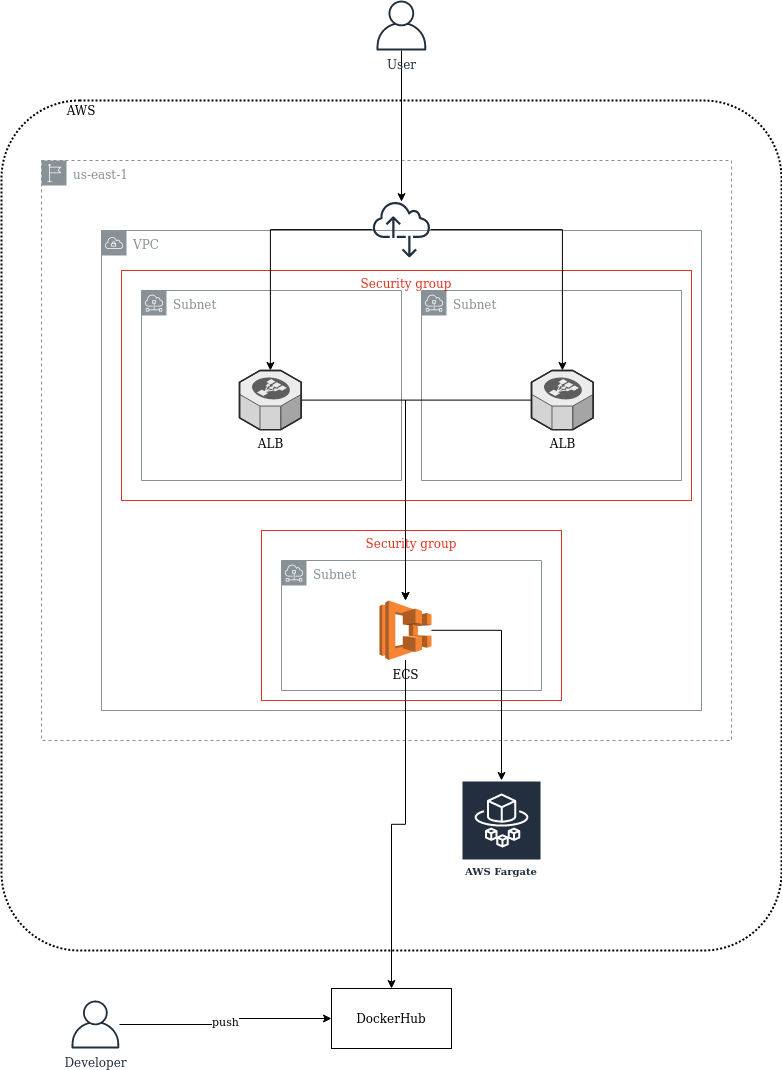 User
AWS
us-east-1
VPC
Security group
Subnet
Subnet
ALB
ALB
Security group
Subnet
ECS
AWS Fargate
DockerHub
push
Developer